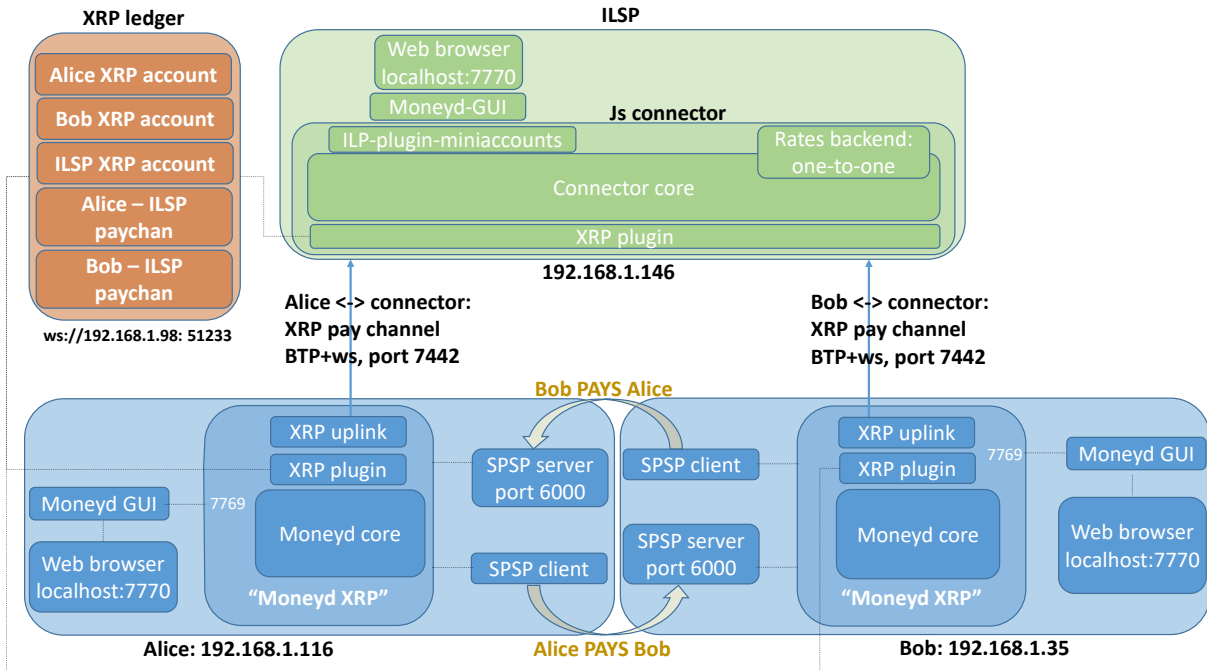 XRP ledger
Alice XRP account
Bob XRP account
ILSP XRP account
Alice – ILSP
paychan
Bob – ILSP
paychan
ws://192.168.1.98: 51233
ILSP
Web browser
localhost:7770
Moneyd-GUI
Js connector
ILP-plugin-miniaccounts
Rates backend:
one-to-one
Connector core
XRP plugin
192.168.1.146
Alice <-> connector:
XRP pay channel
BTP+ws, port 7442
Bob <-> connector:
XRP pay channel
BTP+ws, port 7442
Bob PAYS Alice
XRP uplink
XRP plugin
Moneyd GUI
7769
Moneyd core
Web browser
localhost:7770
"Moneyd XRP"
SPSP server
port 6000
SPSP client
Alice: 192.168.1.116
SPSP client
SPSP server
port 6000
XRP uplink
XRP plugin
7769
Moneyd GUI
Moneyd core
Web browser
localhost:7770
"Moneyd XRP"
Alice PAYS Bob
Bob: 192.168.1.35